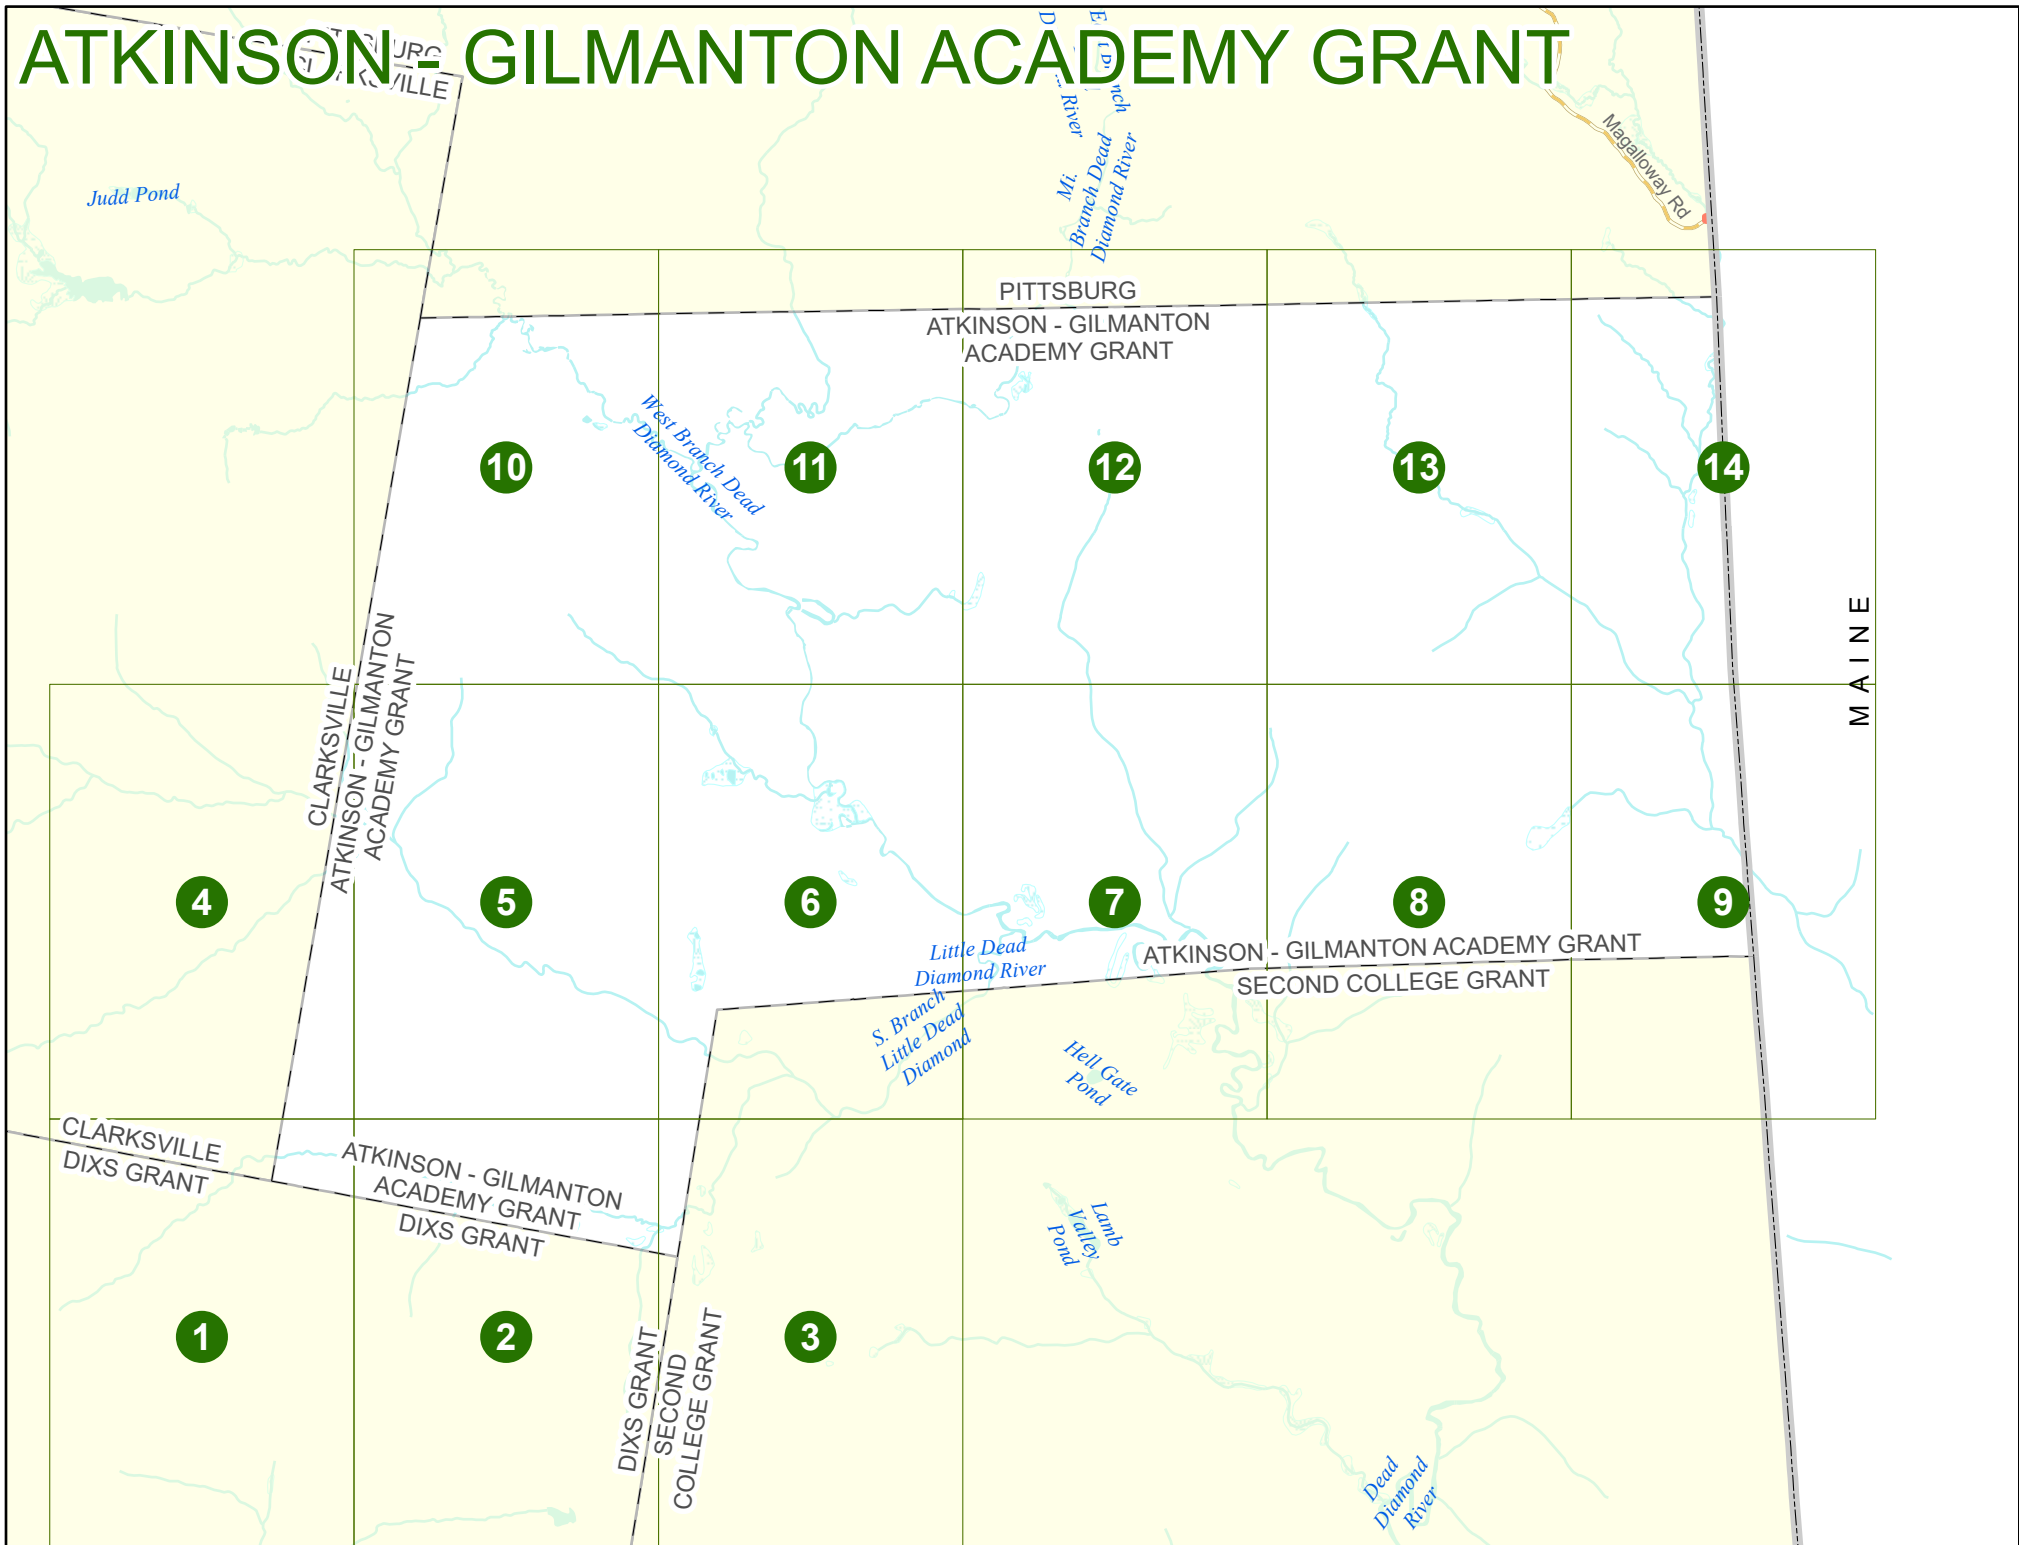 ATKINSON - GILMANTON ACADEMY GRANT
CLARKSVILLE
River
Mi.
Branch Dead
Diamond River
Magalloway Rd
Judd Pond
PITTSBURG
ATKINSON - GILMANTON
ACADEMY GRANT
West Branch Dead
Diamond River
10
11
12
13
14
MAINE
CLARKSVILLE
ATKINSON - GILMANTON
ACADEMY GRANT
4
5
6
7
8
9
Little Dead
Diamond River
ATKINSON - GILMANTON ACADEMY GRANT
SECOND COLLEGE GRANT
S. Branch
Little Dead
Diamond
Hell Gate
Pond
CLARKSVILLE
DIXS GRANT
ATKINSON - GILMANTON
ACADEMY GRANT
DIXS GRANT
Lamb
Valley
Pond
1
2
3
DIXS GRANT
SECOND
COLLEGE GRANT
Dead
Diamond
River